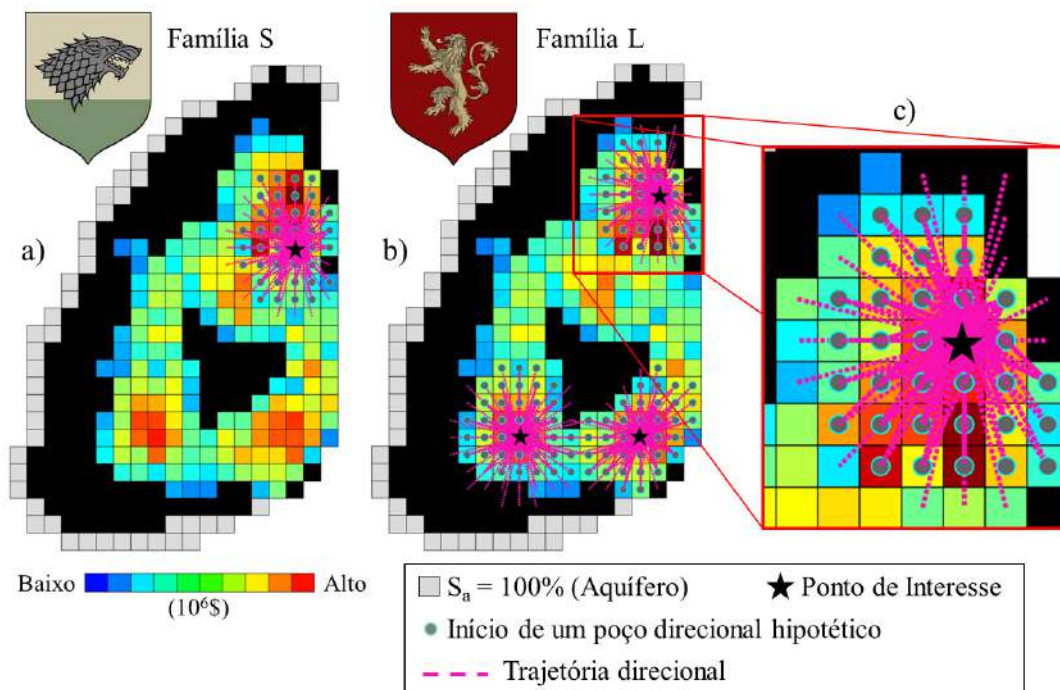 Família S
Família L
c)
a)
b)
Baixo
Alto
(10⁶$)
Sₐ = 100% (Aquífero)
Ponto de Interesse
Início de um poço direcional hipotético
Trajetória direcional